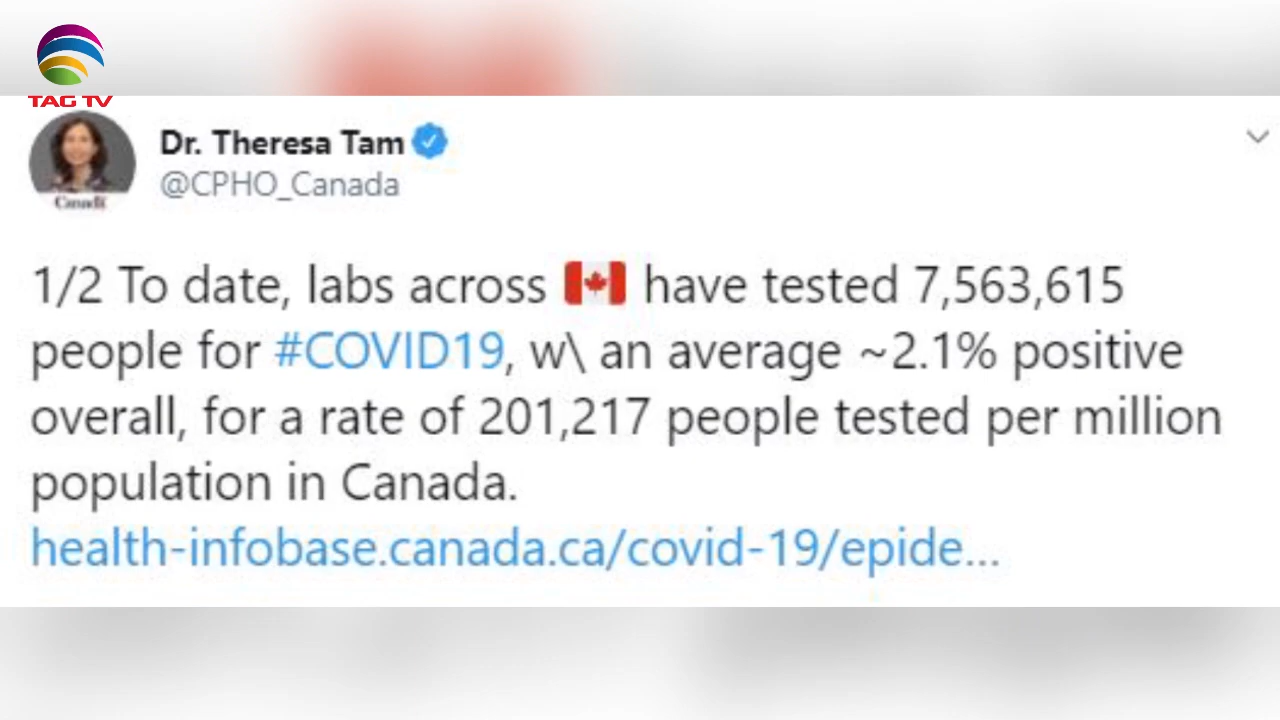 TAG TV
Dr. Theresa Tam
@CPHO_Canada
Canada
1/2 To date, labs across 🇨🇦 have tested 7,563,615
people for #COVID19, w\ an average ~2.1% positive
overall, for a rate of 201,217 people tested per million
population in Canada.
health-infobase.canada.ca/covid-19/epide...